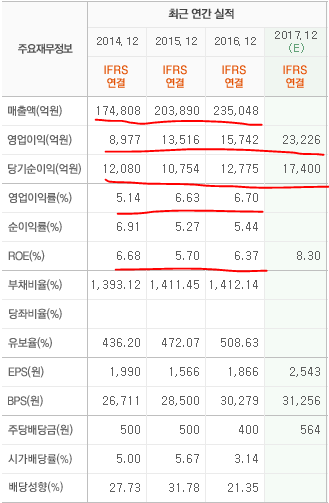 주요재무정보 최근 연간 실적
2014.12 2015.12 2016.12 2017.12
(E)
IFRS IFRS IFRS IFRS
연결 연결 연결 연결
매출액(억원) 174,808 203,890 235,048
영업이익(억원) 8,977 13,516 15,742 23,226
당기순이익(억원) 12,080 10,754 12,775 17,400
영업이익률(%) 5.14 6.63 6.70
순이익률(%) 6.91 5.27 5.44
ROE(%) 6.68 5.70 6.37 8.30
부채비율(%) 1,393.12 1,411.45 1,412.14
당좌비율(%)
유보율(%) 436.20 472.07 508.63
EPS(원) 1,990 1,566 1,866 2,543
BPS(원) 26,711 28,500 30,279 31,256
주당배당금(원) 500 500 400 564
시가배당률(%) 5.00 5.67 3.14
배당성향(%) 27.73 31.78 21.35